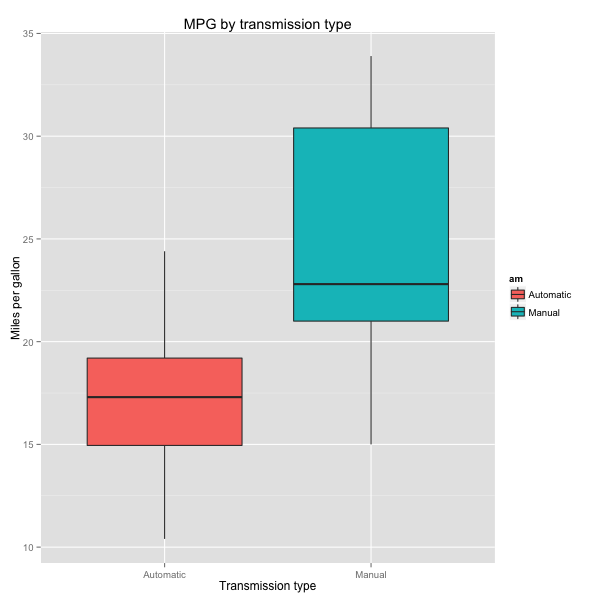 MPG by transmission type
Miles per gallon
35
30
25
20
15
10
Automatic
Manual
Transmission type
am
Automatic
Manual